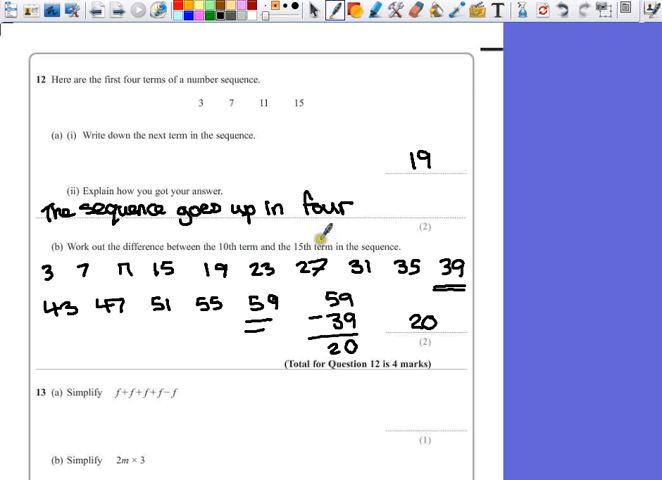 12 Here are the first four terms of a number sequence.
3 7 11 15
(a) (i) Write down the next term in the sequence.
19
(ii) Explain how you got your answer.
The sequence goes up in four
(2)
(b) Work out the difference between the 10th term and the 15th term in the sequence.
3 7 11 15 19 23 27 31 35 39
43 47 51 55 59 59
-39 20
20 (2)
(Total for Question 12 is 4 marks)
13 (a) Simplify f+f+f+f-f
(1)
(b) Simplify 2m × 3